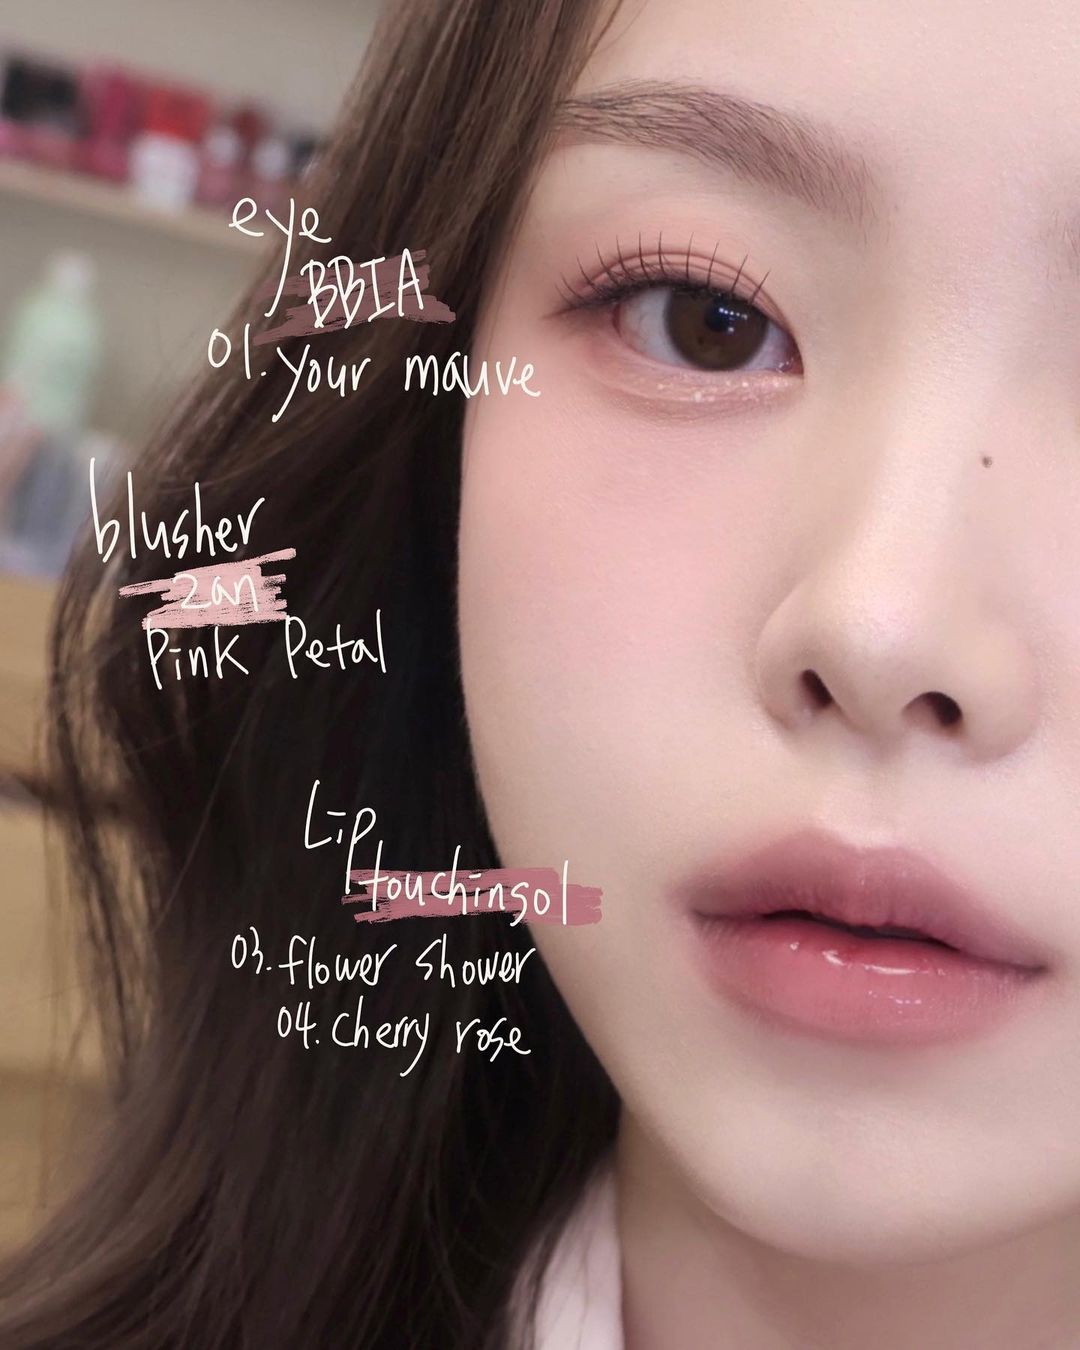 eye
BBIA
01. your mauve
blusher
2an
Pink Petal
Lip
touchinsol
03. flower shower
04. cherry rose